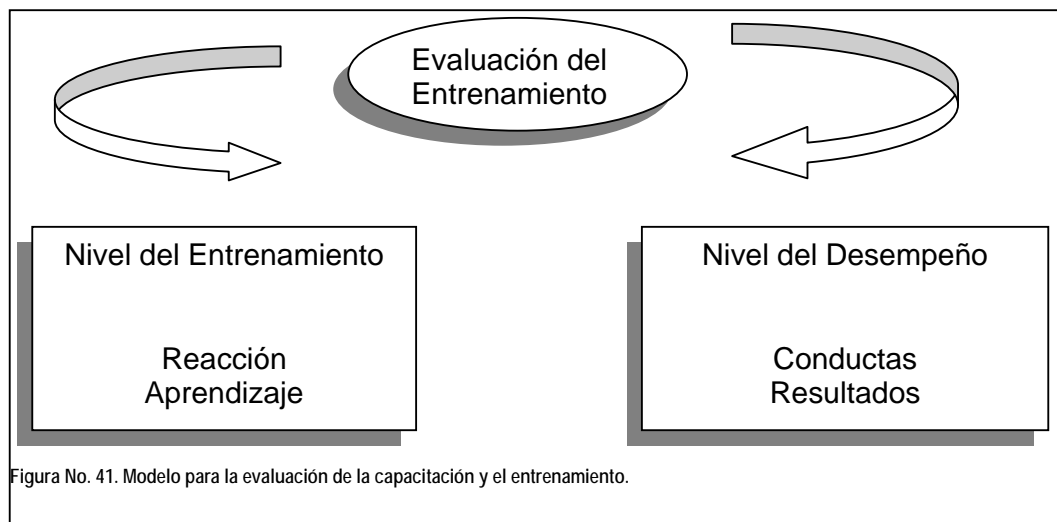 Evaluación del
Entrenamiento
Nivel del Entrenamiento
Reacción
Aprendizaje
Nivel del Desempeño
Conductas
Resultados
Figura No. 41. Modelo para la evaluación de la capacitación y el entrenamiento.